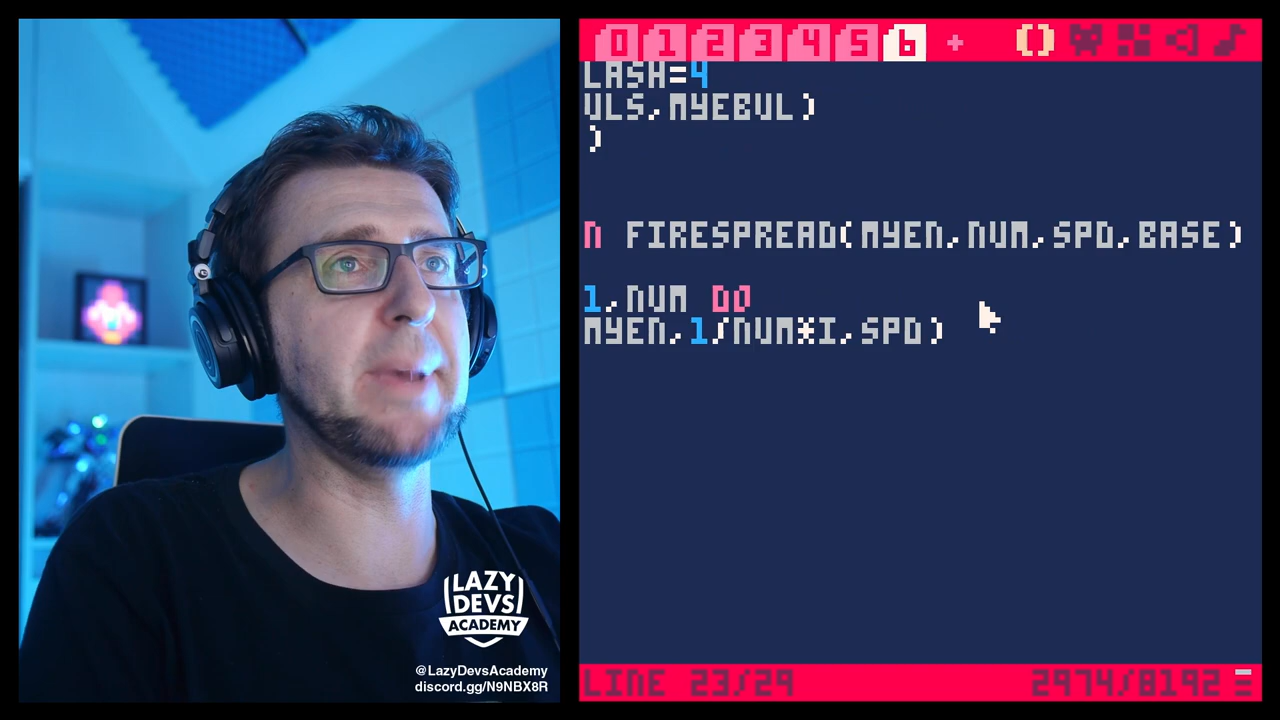 0 1 2 3 4 5 6 + ()
LASH=4
ULS,MYEBUL)
)
N FIRESPREAD(MYEN,NUM,SPD,BASE)
1,NUM DO
MYEN,1/NUM*I,SPD)
LINE 23/29 2974/8192
LAZY
DEVS
ACADEMY
@LazyDevsAcademy
discord.gg/N9NBX8R